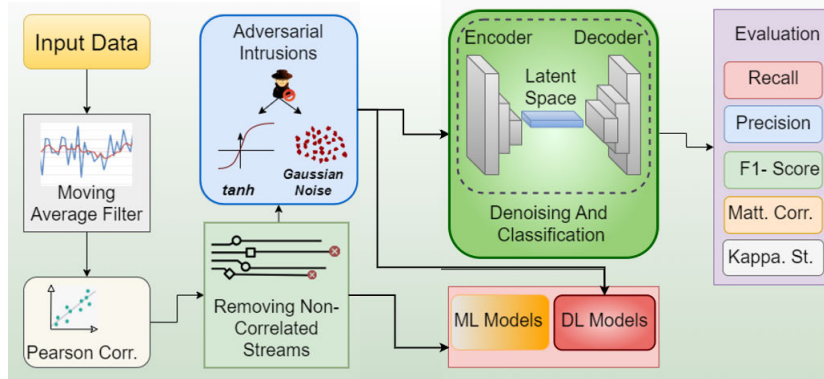 Input Data
Moving
Average Filter
Pearson Corr.
Adversarial
Intrusions
tanh
Gaussian
Noise
Removing Non-
Correlated
Streams
Encoder
Decoder
Latent
Space
Denoising And
Classification
ML Models
DL Models
Evaluation
Recall
Precision
F1- Score
Matt. Corr.
Kappa. St.